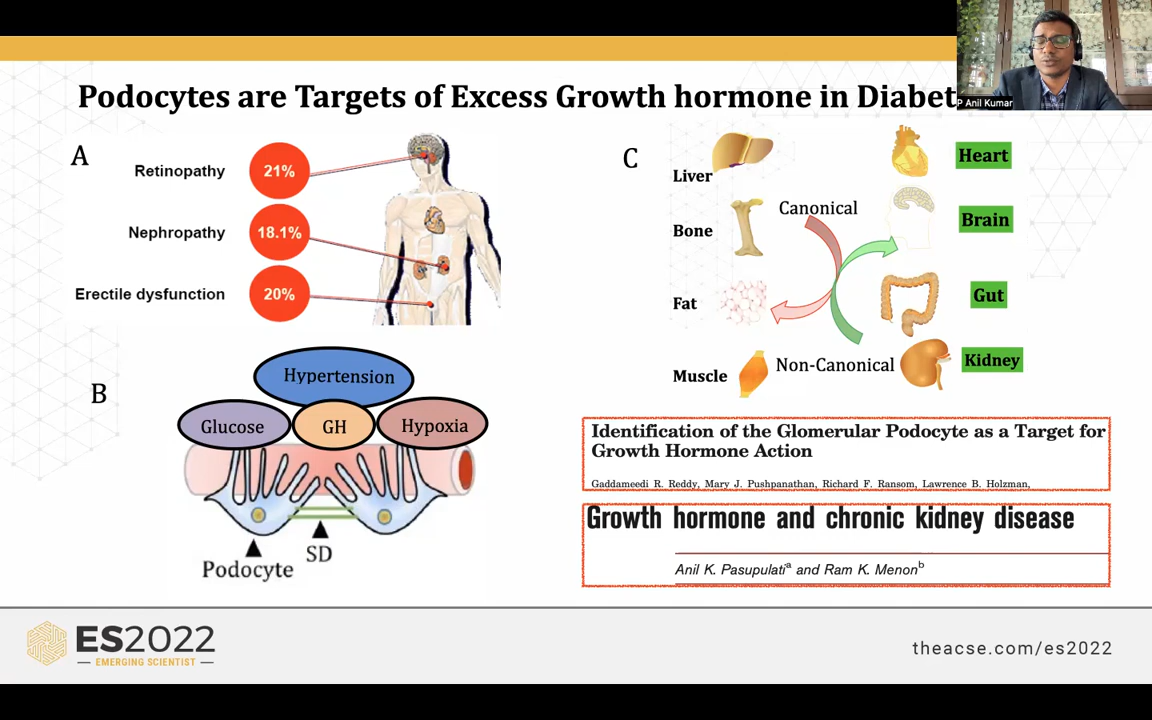 Podocytes are Targets of Excess Growth hormone in Diabet
P Anil Kumar
A
Retinopathy
21%
Nephropathy
18.1%
Erectile dysfunction
20%
B
Hypertension
Glucose
GH
Hypoxia
Podocyte
SD
C
Liver
Bone
Fat
Muscle
Canonical
Non-Canonical
Heart
Brain
Gut
Kidney
Identification of the Glomerular Podocyte as a Target for
Growth Hormone Action
Gaddameedi R. Reddy, Mary J. Pushpanathan, Richard F. Ransom, Lawrence B. Holzman,
Growth hormone and chronic kidney disease
Anil K. Pasupulatiᵃ and Ram K. Menonᵇ
ES2022
EMERGING SCIENTIST
theacse.com/es2022